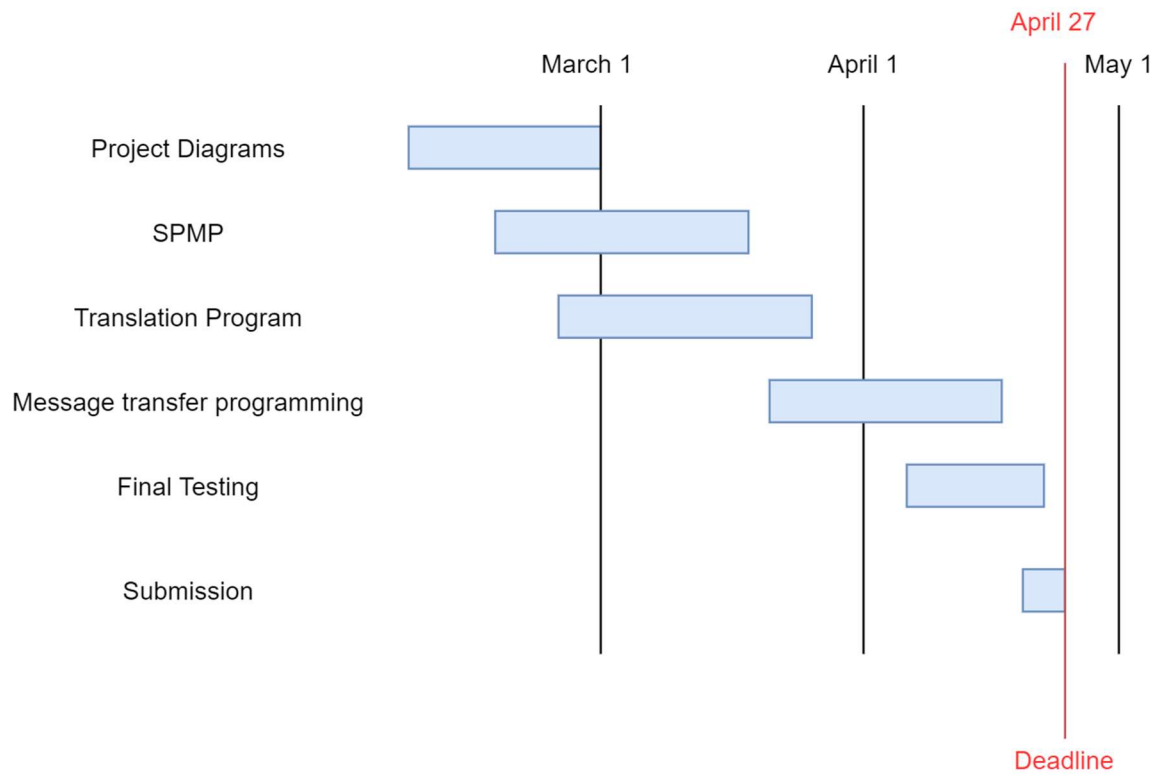 April 27
March 1
April 1
May 1
Project Diagrams
SPMP
Translation Program
Message transfer programming
Final Testing
Submission
Deadline